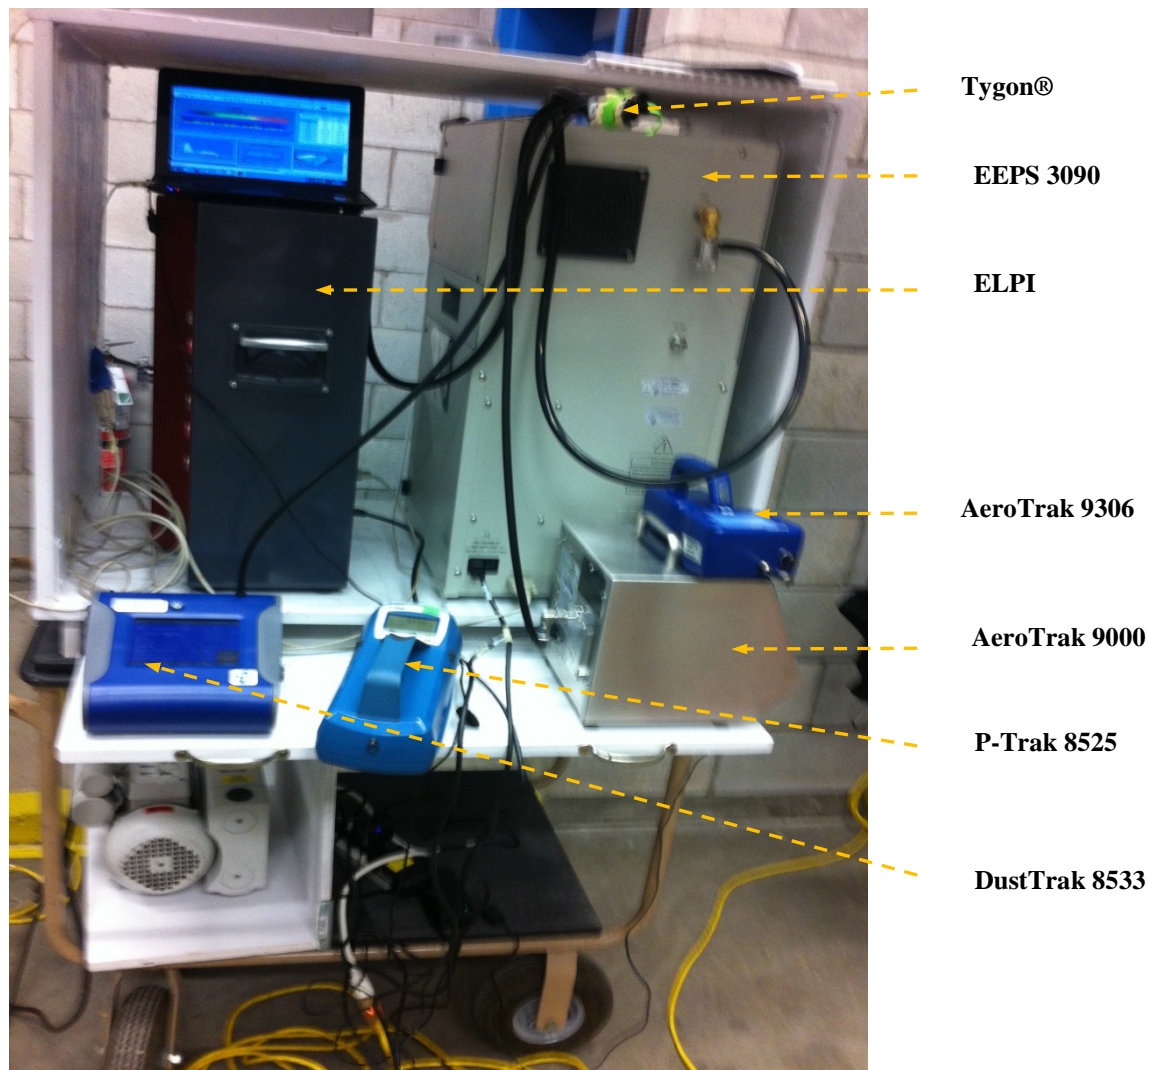 Tygon®
EEPS 3090
ELPI
AeroTrak 9306
AeroTrak 9000
P-Trak 8525
DustTrak 8533